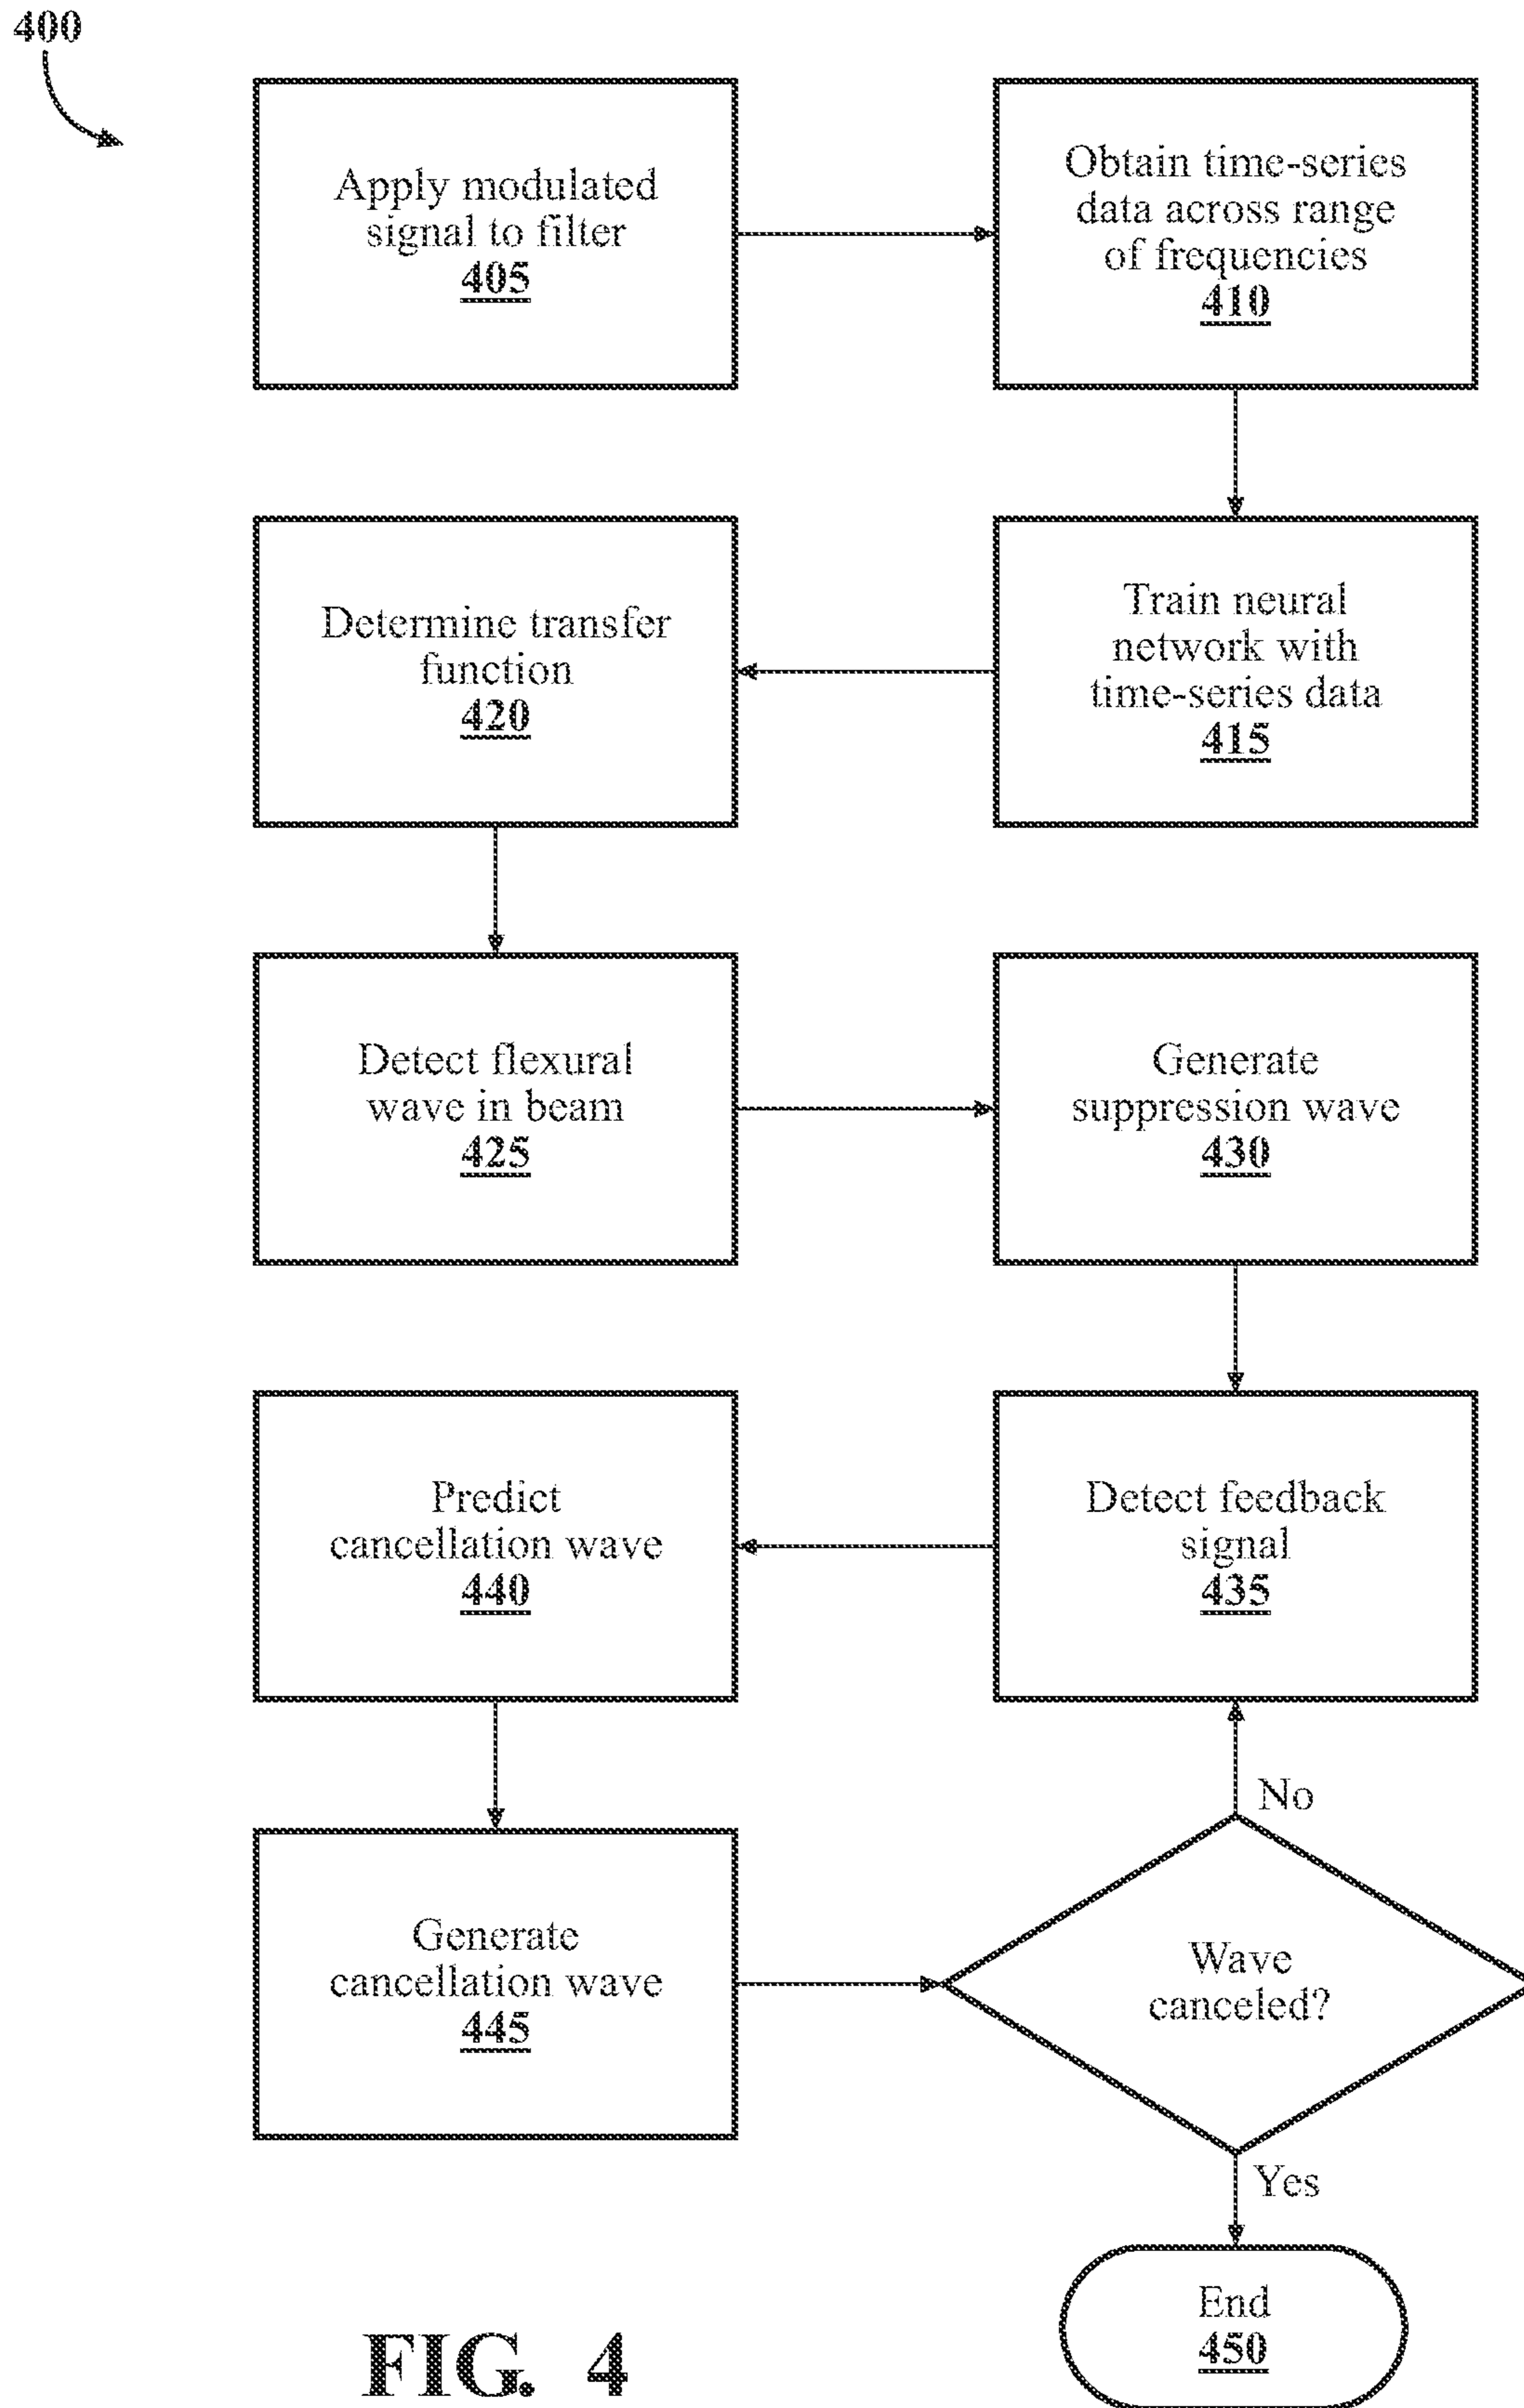 400
Apply modulated
signal to filter
405
Obtain time-series
data across range
of frequencies
410
Train neural
network with
time-series data
415
Determine transfer
function
420
Detect flexural
wave in beam
425
Generate
suppression wave
430
Detect feedback
signal
435
Predict
cancellation wave
440
Generate
cancellation wave
445
Wave
canceled?
No
Yes
End
450
FIG. 4